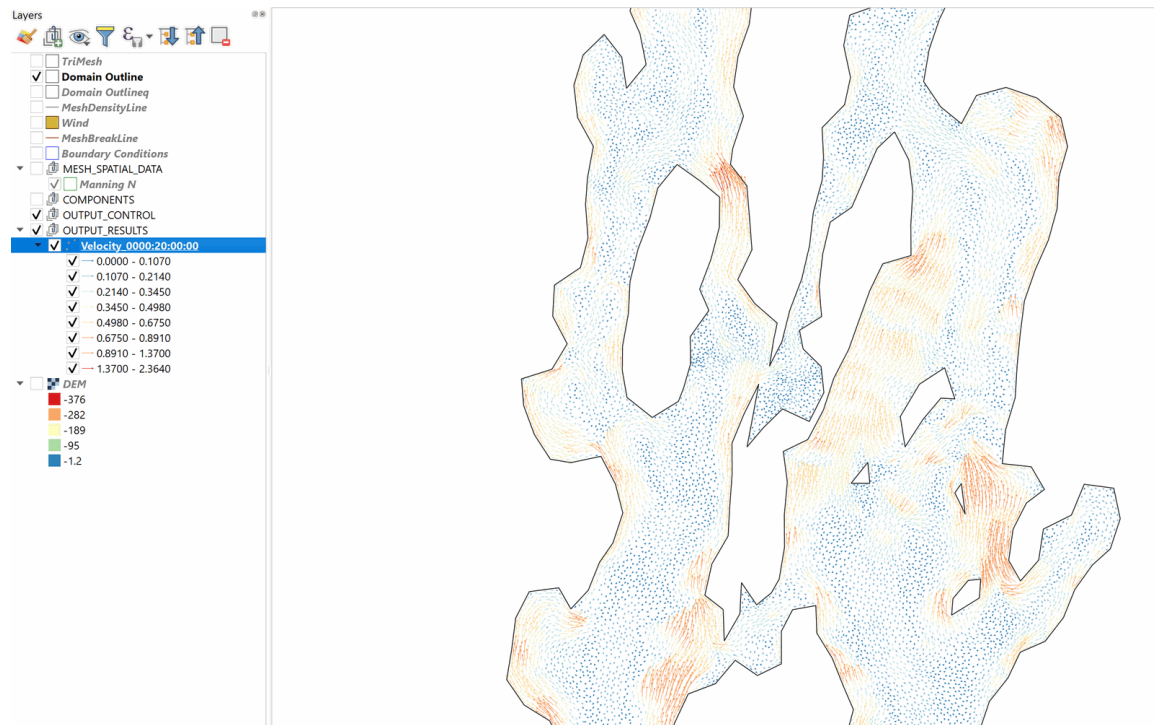 Layers
TriMesh
Domain Outline
Domain Outlineq
MeshDensityLine
Wind
MeshBreakLine
Boundary Conditions
MESH_SPATIAL_DATA
Manning N
COMPONENTS
OUTPUT_CONTROL
OUTPUT_RESULTS
Velocity_0000:20:00:00
0.0000 - 0.1070
0.1070 - 0.2140
0.2140 - 0.3450
0.3450 - 0.4980
0.4980 - 0.6750
0.6750 - 0.8910
0.8910 - 1.3700
1.3700 - 2.3640
DEM
-376
-282
-189
-95
-1.2